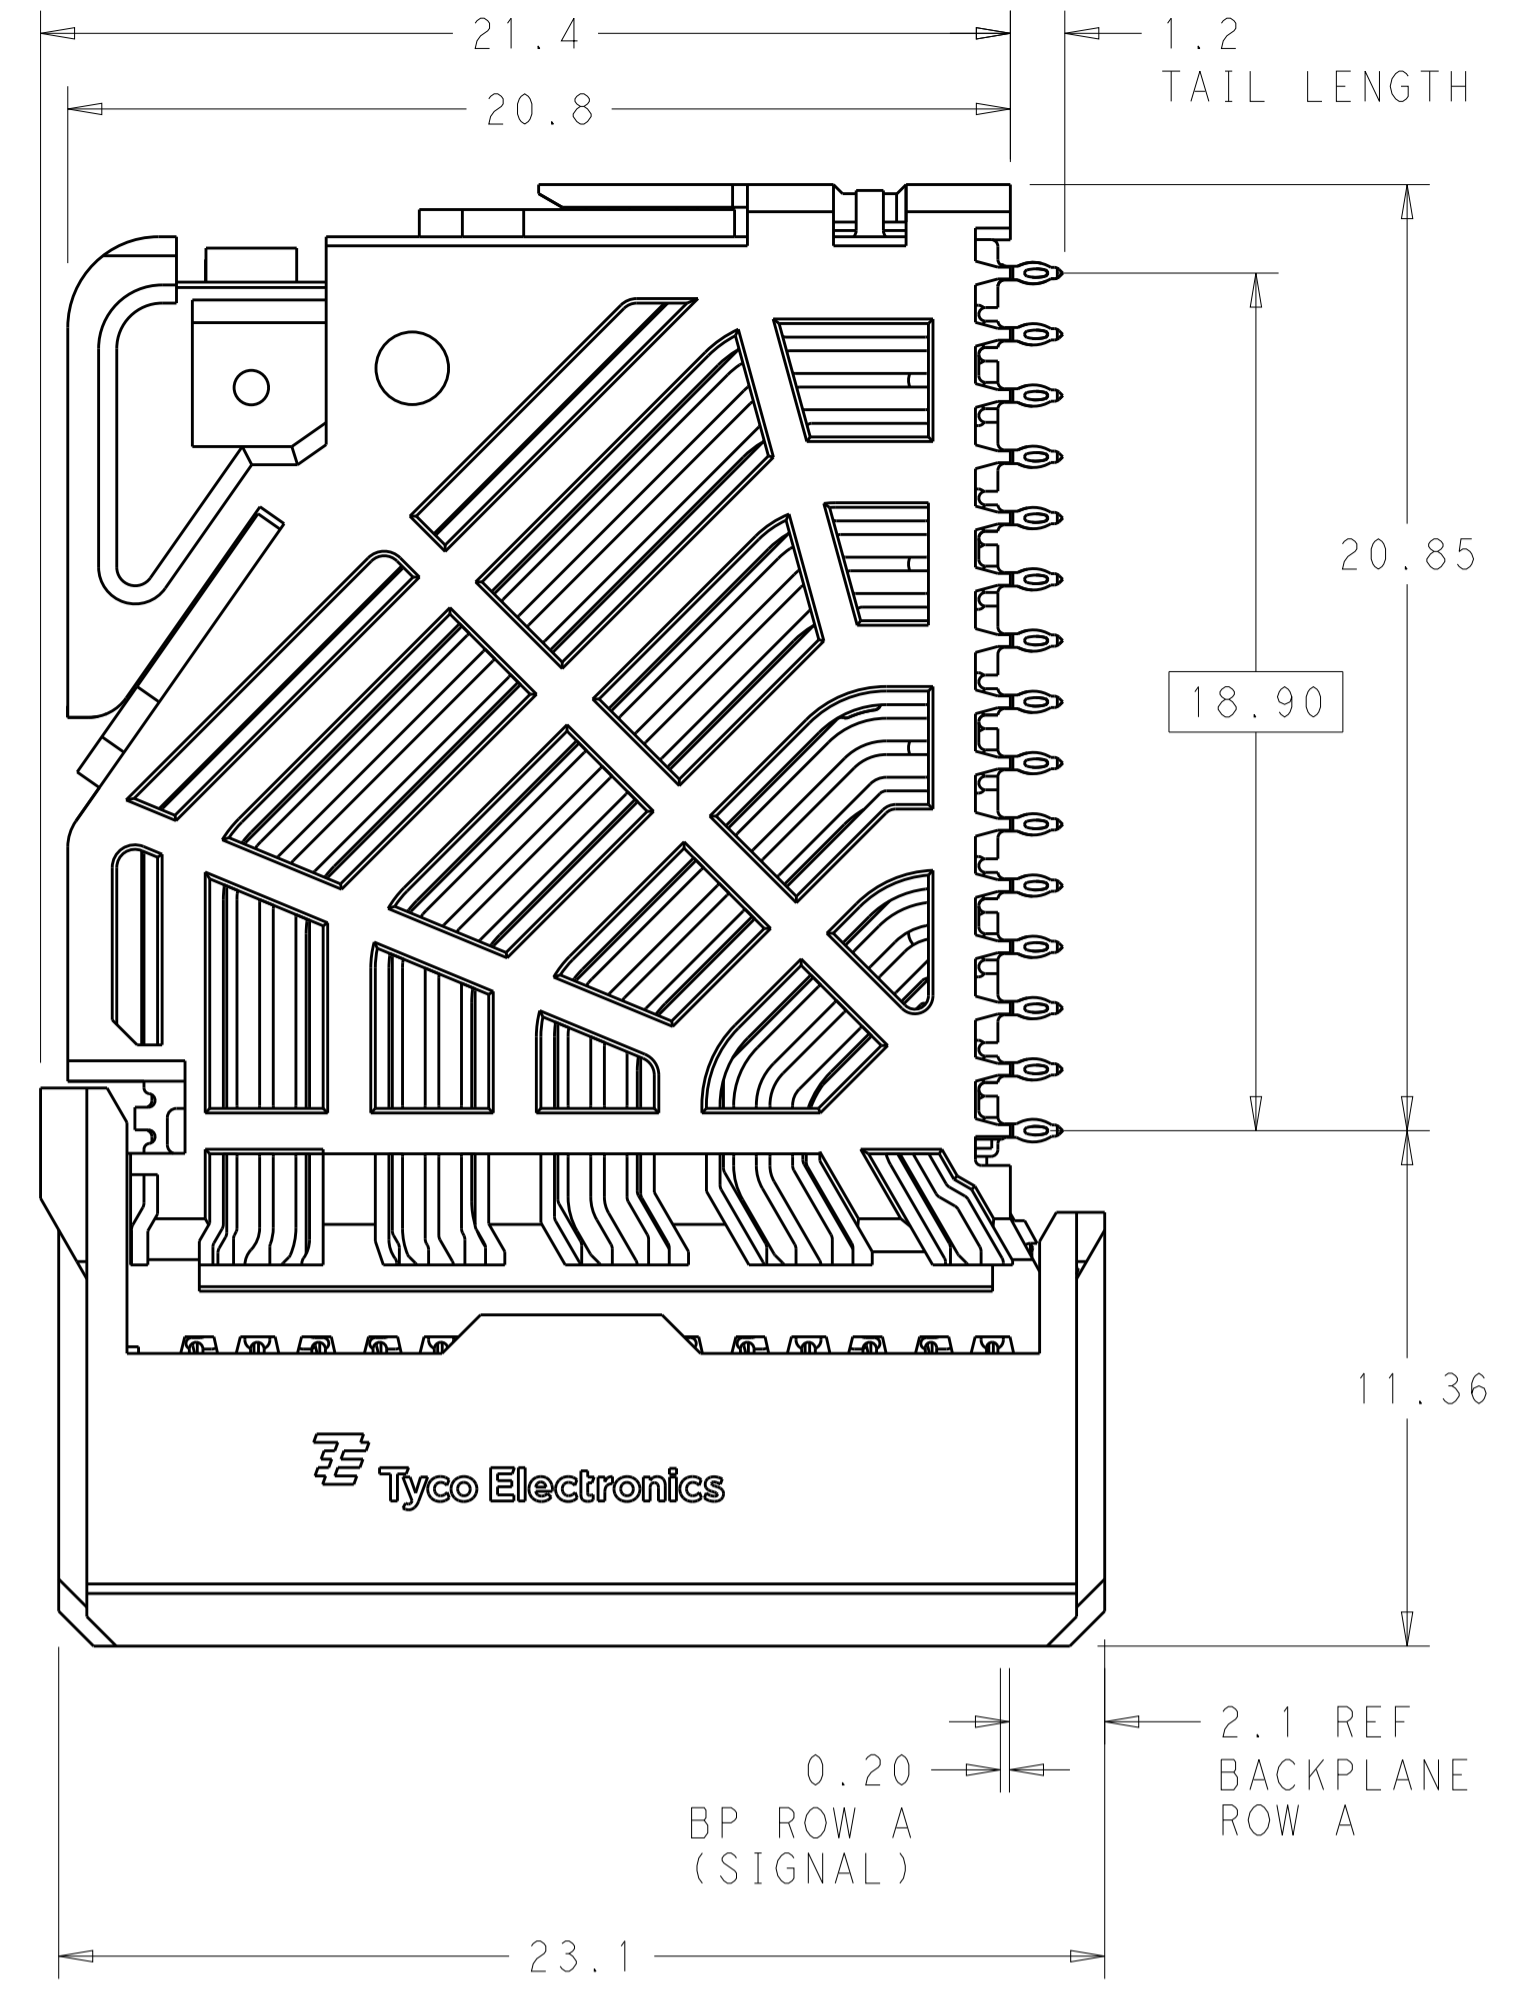 21.4
1.2
TAIL LENGTH
20.8
20.85
18.90
11.36
Tyco Electronics
2.1 REF
BACKPLANE
ROW A
0.20
BP ROW A
(SIGNAL)
23.1